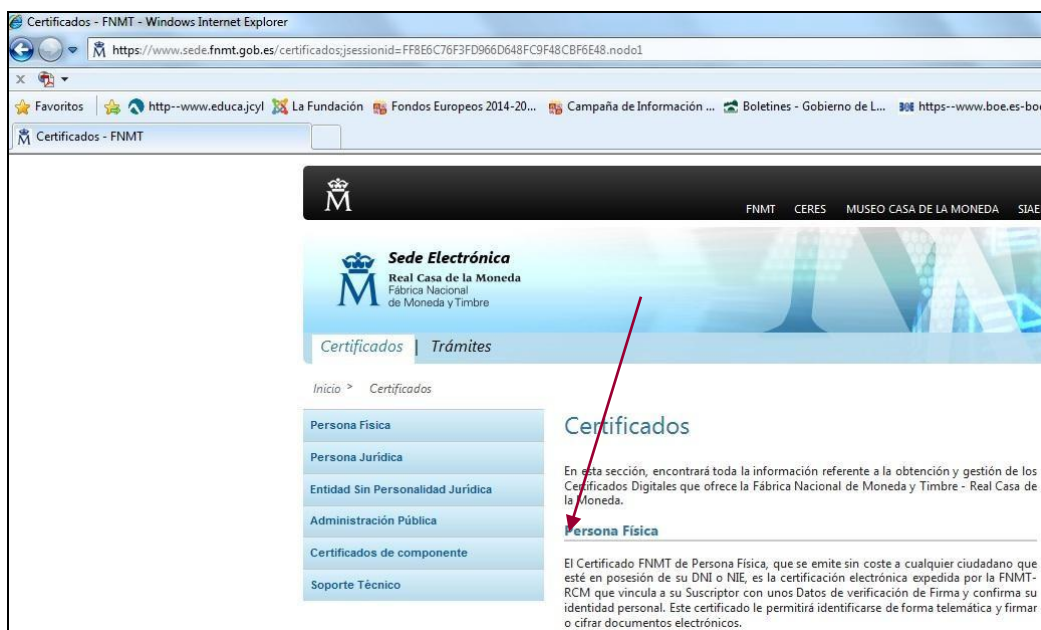 Certificados - FNMT - Windows Internet Explorer
https://www.sede.fnmt.gob.es/certificados;jsessionid=FF8E6C76F3FD966D648FC9F48CBF6E48.nodo1
x
Favoritos http--www.educa.jcyl La Fundación Fondos Europeos 2014-20... Campaña de Información ... Boletines - Gobierno de L... https--www.boe.es-bo
Certificados - FNMT
FNMT CERES MUSEO CASA DE LA MONEDA SIAE
Sede Electrónica
Real Casa de la Moneda
Fábrica Nacional
de Moneda y Timbre
Certificados | Trámites
Inicio > Certificados
Persona Física
Persona Jurídica
Entidad Sin Personalidad Jurídica
Administración Pública
Certificados de componente
Soporte Técnico
Certificados
En esta sección, encontrará toda la información referente a la obtención y gestión de los
Certificados Digitales que ofrece la Fábrica Nacional de Moneda y Timbre - Real Casa de
la Moneda.
Persona Física
El Certificado FNMT de Persona Física, que se emite sin coste a cualquier ciudadano que
esté en posesión de su DNI o NIE, es la certificación electrónica expedida por la FNMT-
RCM que vincula a su Suscriptor con unos Datos de verificación de Firma y confirma su
identidad personal. Este certificado le permitirá identificarse de forma telemática y firmar
o cifrar documentos electrónicos.